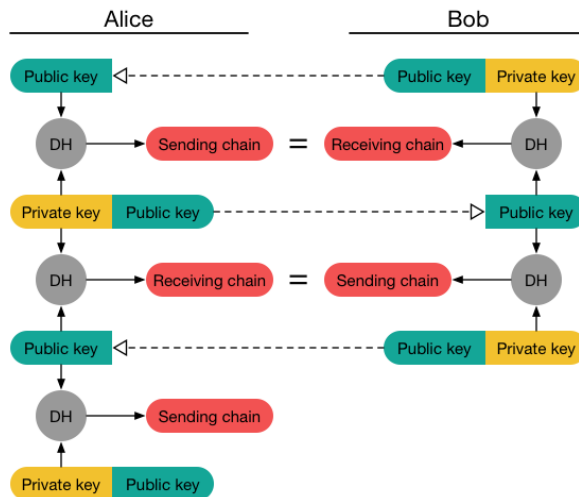 Alice Bob
Public key Public key Private key
DH Sending chain = Receiving chain DH
Private key Public key Public key
DH Receiving chain = Sending chain DH
Public key Public key Private key
DH Sending chain
Private key Public key